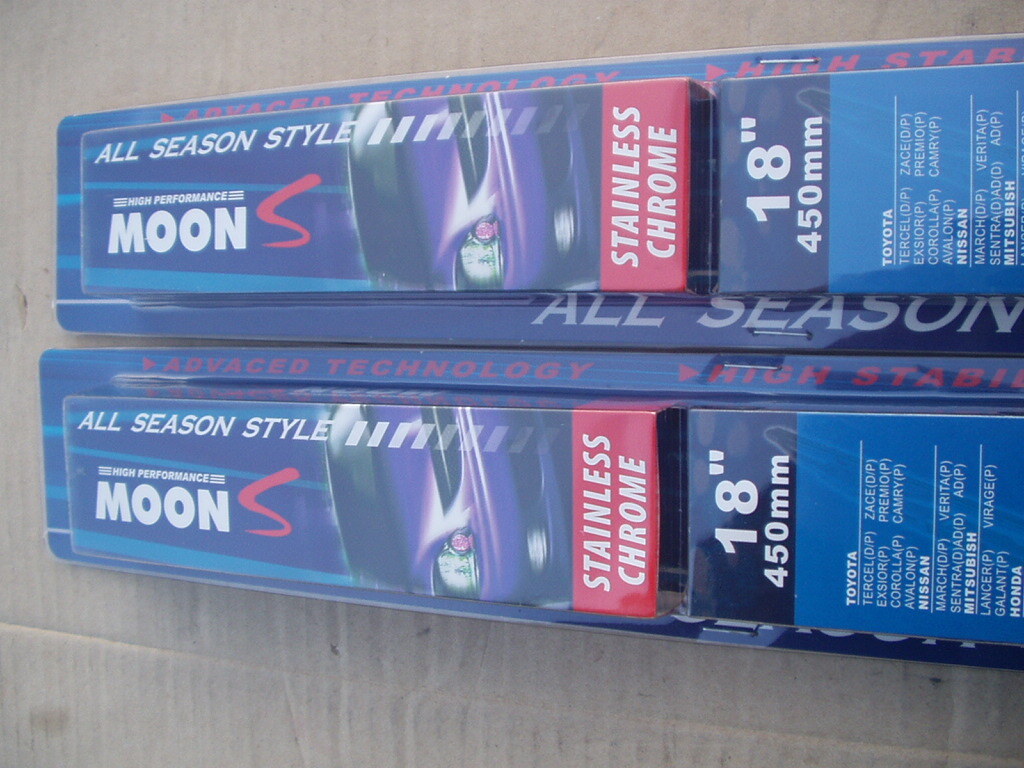 ADVACED TECHNOLOGY HIGH STAB
ALL SEASON STYLE
HIGH PERFORMANCE
MOON S
STAINLESS
CHROME
18"
450mm
TOYOTA
TERCEL(D/P) ZACE(D/P)
EXSIOR(P) PREMIO(P)
COROLLA(P) CAMRY(P)
AVALON(P)
NISSAN
MARCH(D/P) VERITA(P)
SENTRA(D)AD(D) AD(P)
MITSUBISH
ALL SEASON
ADVACED TECHNOLOGY HIGH STABI
ALL SEASON STYLE
HIGH PERFORMANCE
MOON S
STAINLESS
CHROME
18"
450mm
TOYOTA
TERCEL(D/P) ZACE(D/P)
EXSIOR(P) PREMIO(P)
COROLLA(P) CAMRY(P)
AVALON(P)
NISSAN
MARCH(D/P) VERITA(P)
SENTRA(D)AD(D) AD(P)
MITSUBISH
LANCER(P) VIRAGE(P)
GALANT(P)
HONDA